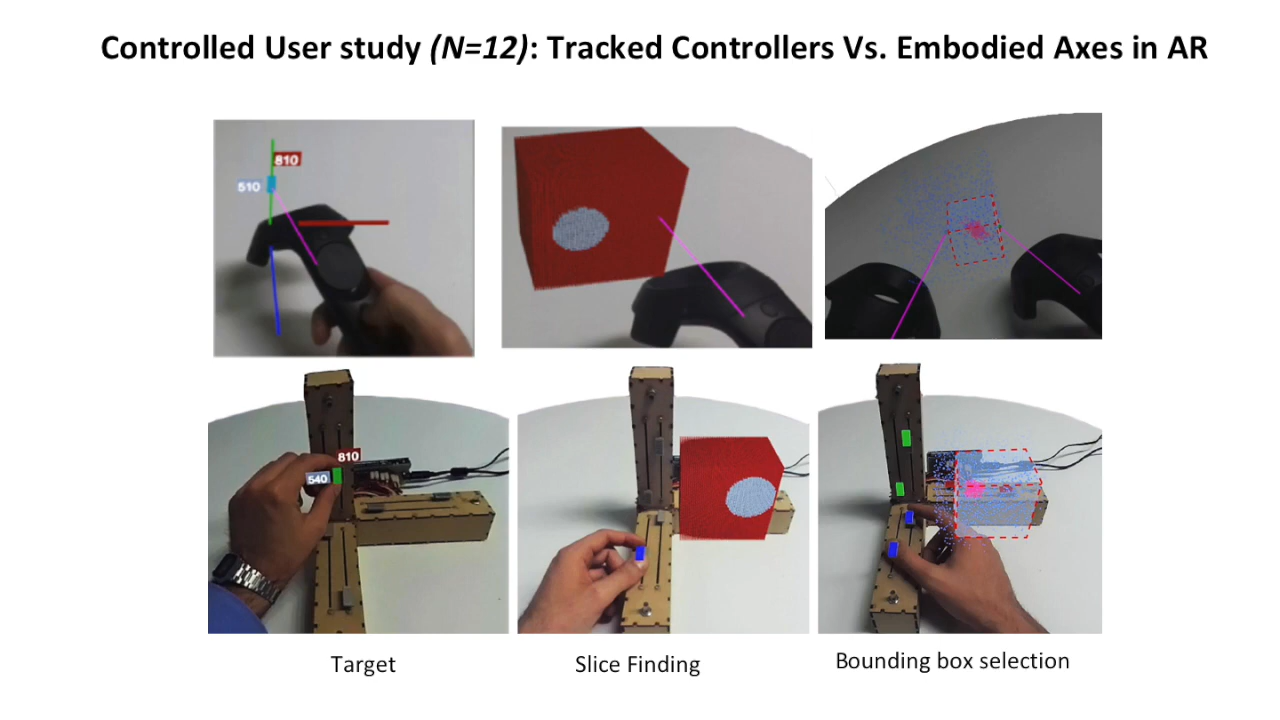 Controlled User study (N=12): Tracked Controllers Vs. Embodied Axes in AR
810
510
810
540
Target
Slice Finding
Bounding box selection